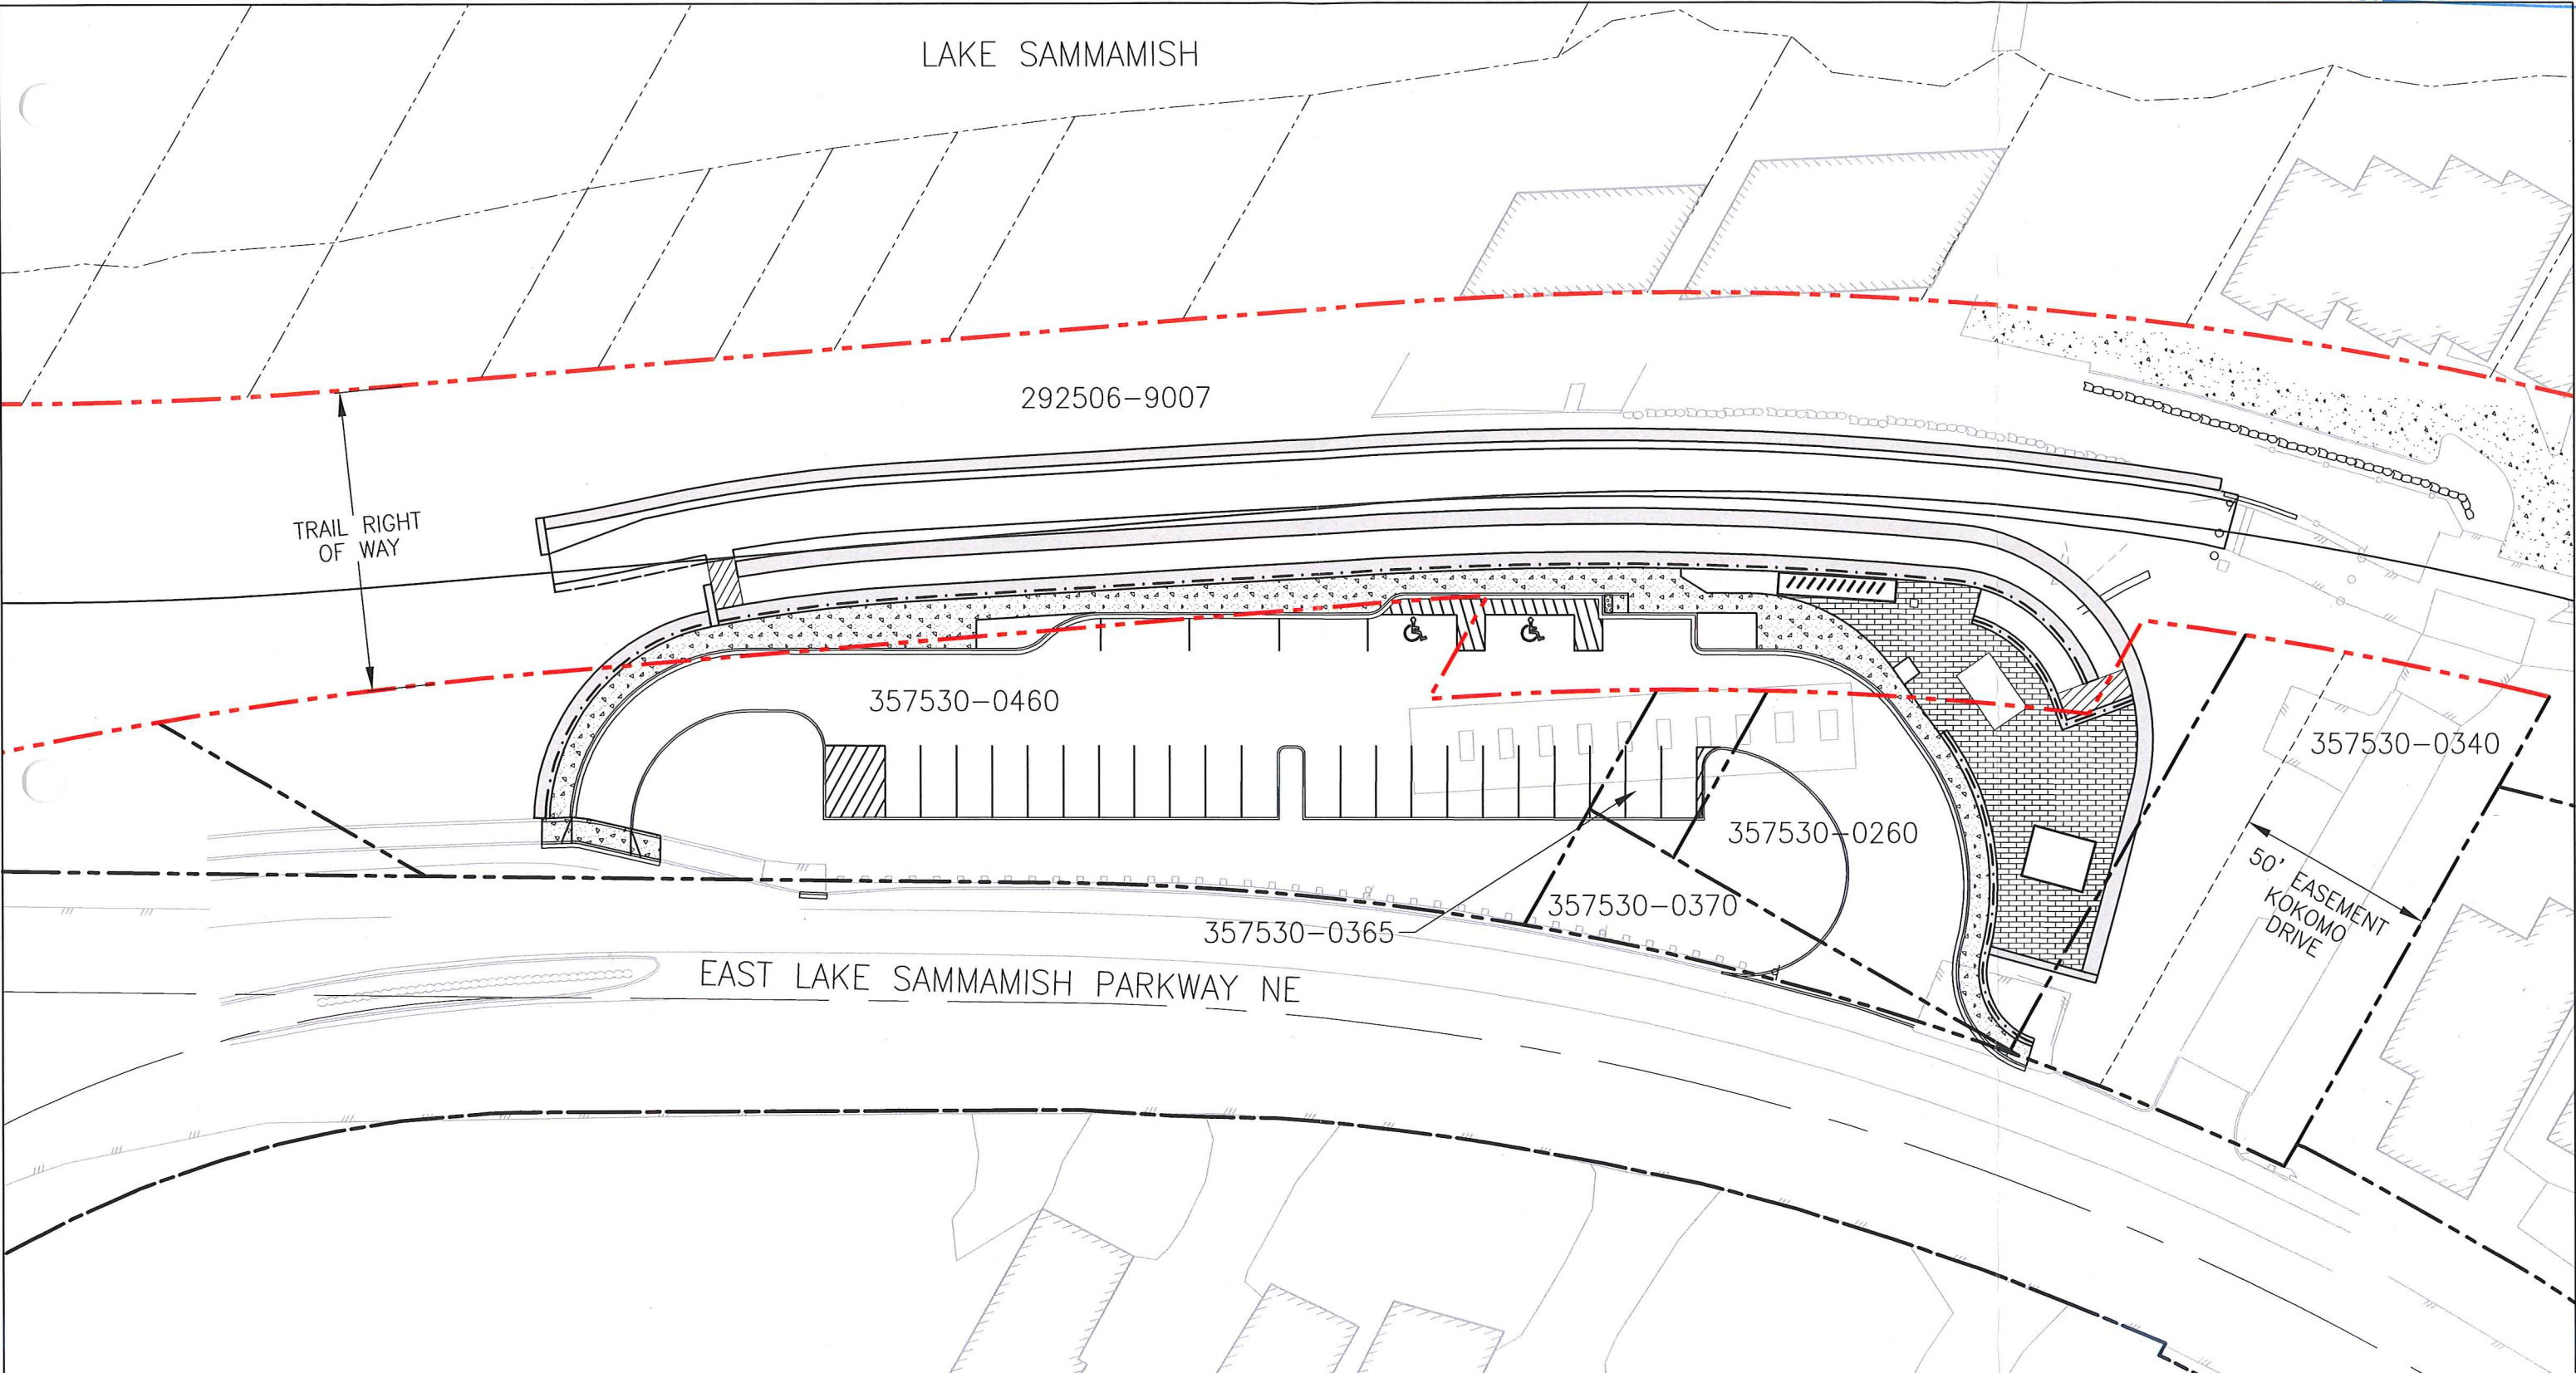 LAKE SAMMAMISH
292506-9007
TRAIL RIGHT
OF WAY
357530-0460
357530-0340
357530-0260
50' EASEMENT
KOKOMO
DRIVE
357530-0370
357530-0365
EAST LAKE SAMMAMISH PARKWAY NE